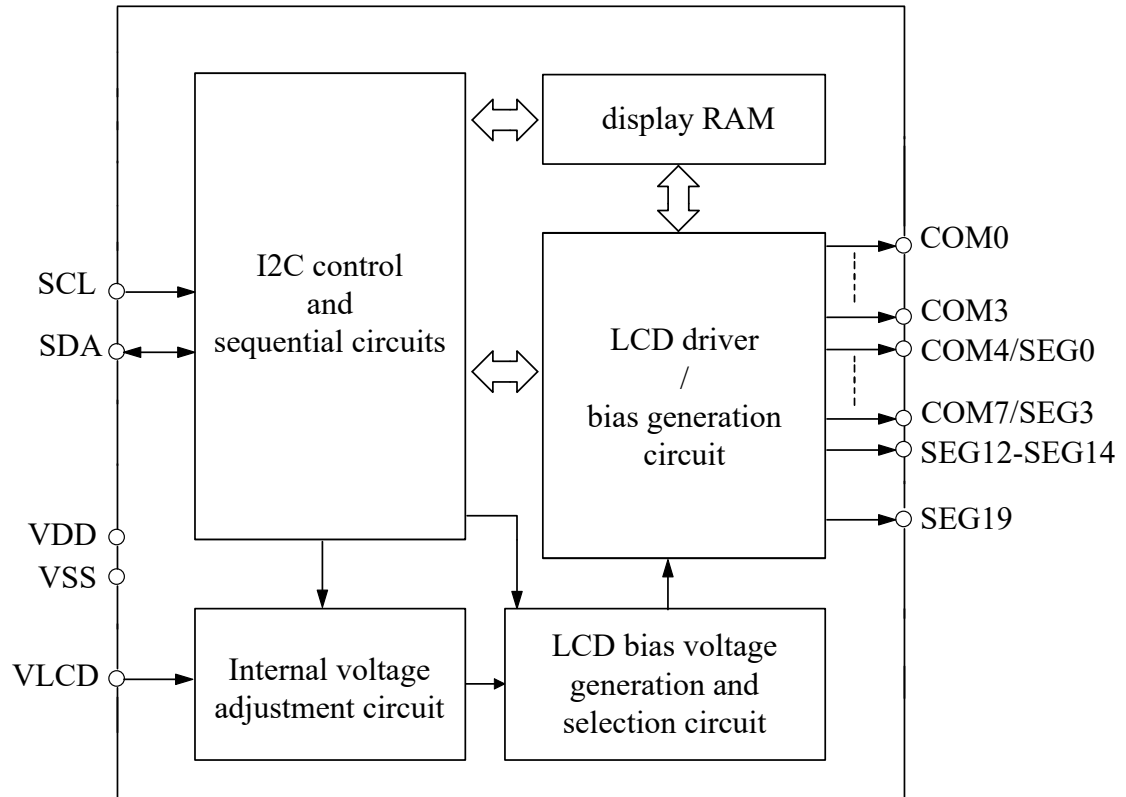 display RAM
COM0
I2C control
and
sequential circuits
SCL
SDA
COM3
COM4/SEG0
LCD driver
/
bias generation
circuit
COM7/SEG3
SEG12-SEG14
SEG19
VDD
VSS
VLCD
Internal voltage
adjustment circuit
LCD bias voltage
generation and
selection circuit